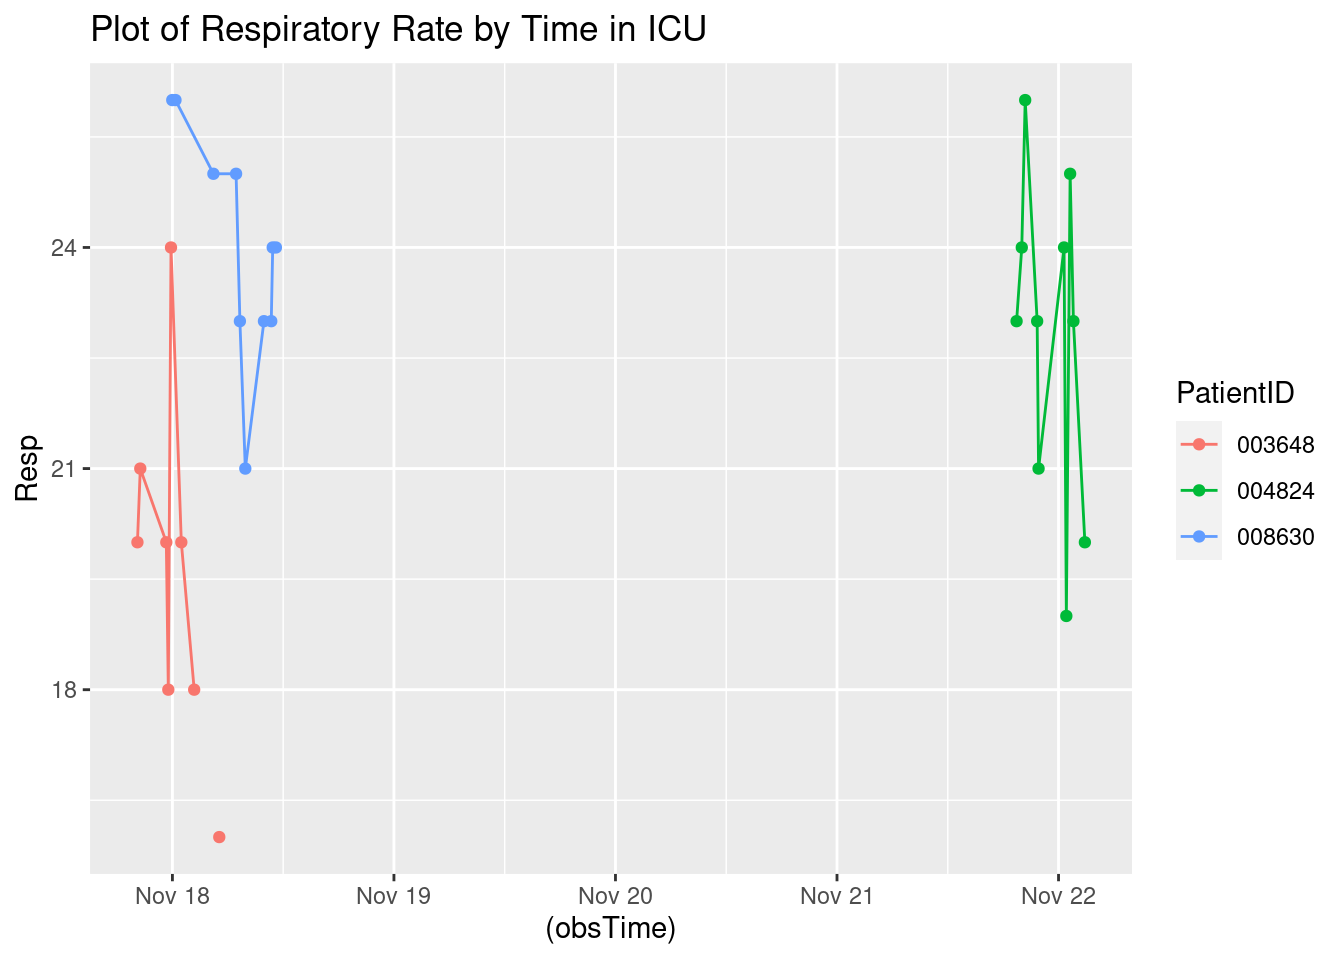 Plot of Respiratory Rate by Time in ICU
Resp
24
21
18
Nov 18
Nov 19
Nov 20
Nov 21
Nov 22
(obsTime)
PatientID
003648
004824
008630